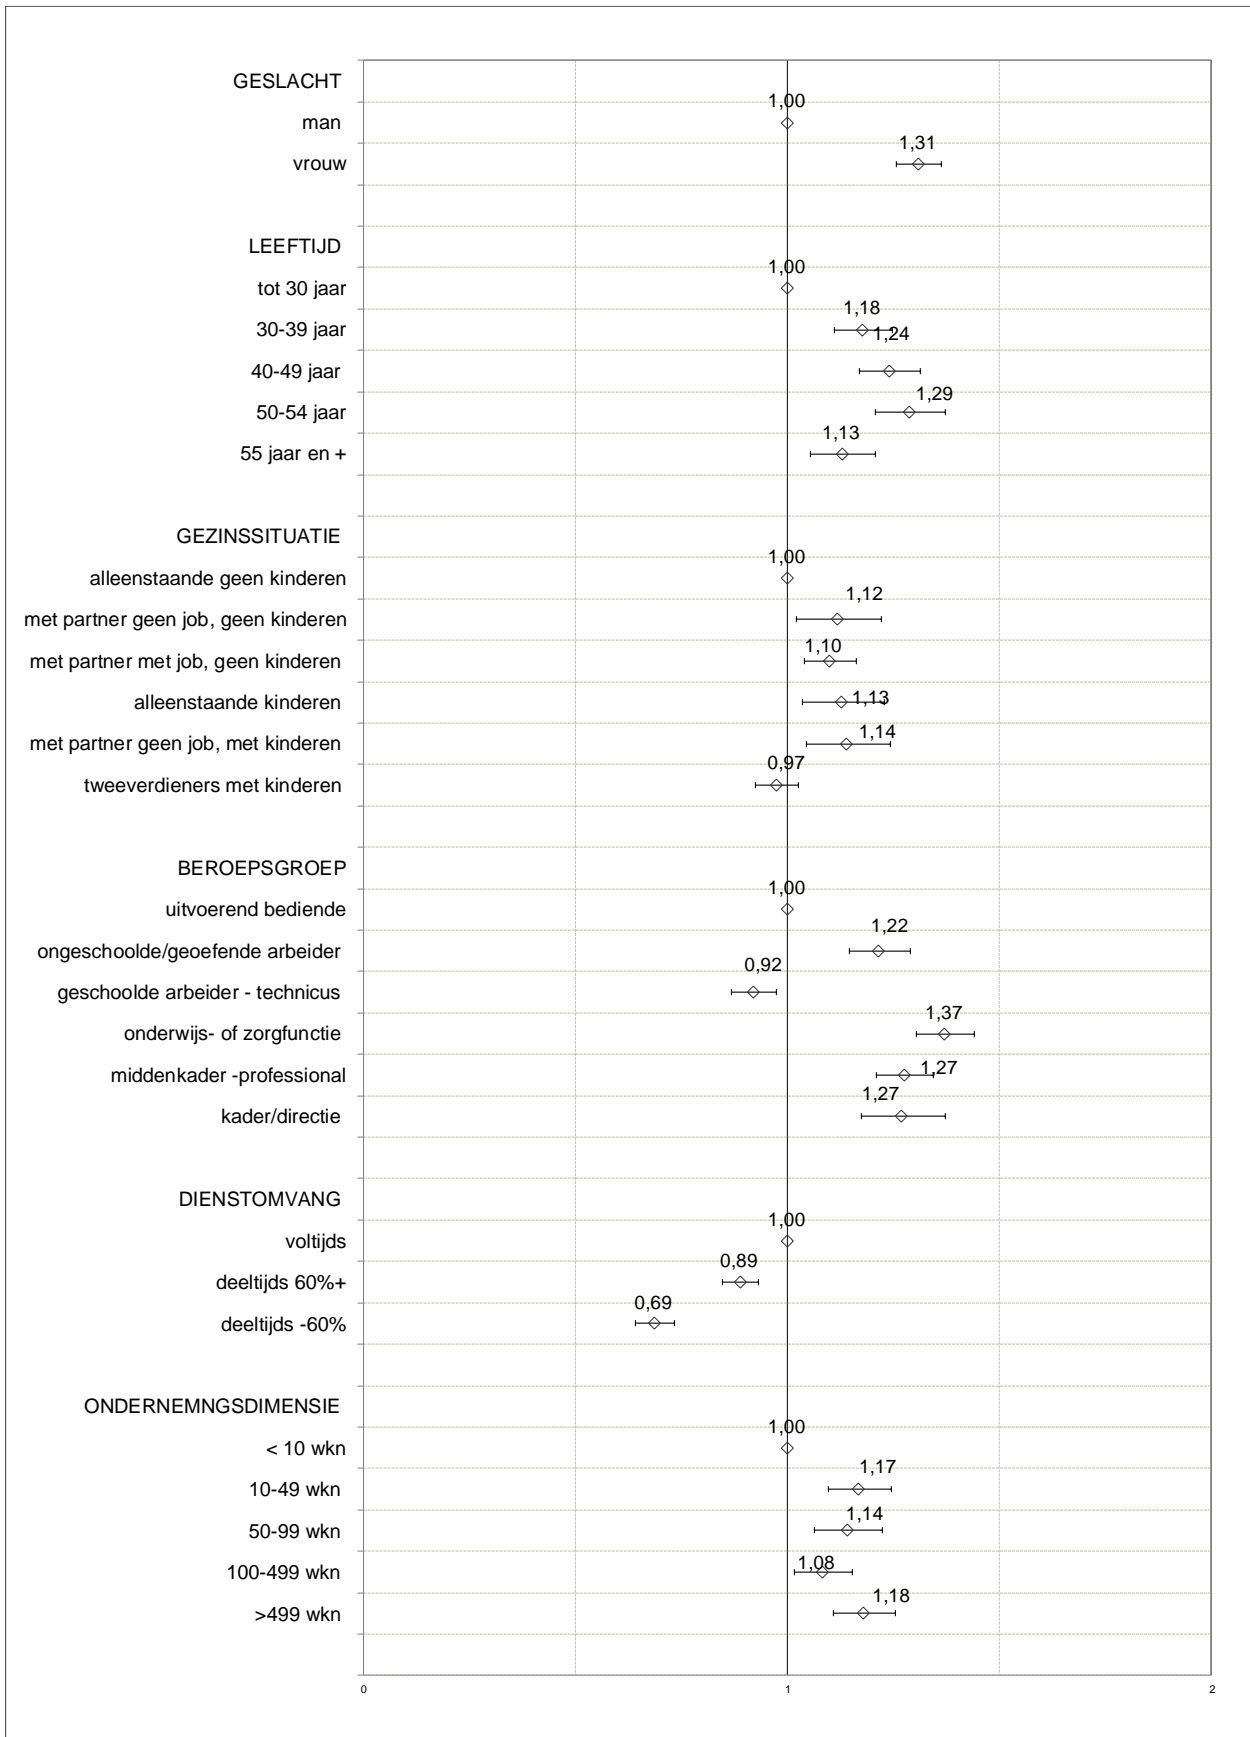 GESLACHT
1,00
man
1,31
vrouw
LEEFTIJD
1,00
tot 30 jaar
1,18
30-39 jaar
1,24
40-49 jaar
1,29
50-54 jaar
1,13
55 jaar en +
GEZINSSITUATIE
1,00
alleenstaande geen kinderen
1,12
met partner geen job, geen kinderen
1,10
met partner met job, geen kinderen
alleenstaande kinderen 1,13
1,14
met partner geen job, met kinderen
0,97
tweeverdieners met kinderen
BEROEPSGROEP
1,00
uitvoerend bediende
1,22
ongeschoolde/geoefende arbeider
0,92
geschoolde arbeider - technicus
1,37
onderwijs- of zorgfunctie
1,27
middenkader -professional
1,27
kader/directie
DIENSTOMVANG
1,00
voltijds
0,89
deeltijds 60%+
0,69
deeltijds -60%
ONDERNEMNGSDIMENSIE
1,00
< 10 wkn
1,17
10-49 wkn
1,14
50-99 wkn
1,08
100-499 wkn
1,18
>499 wkn
0 1 2